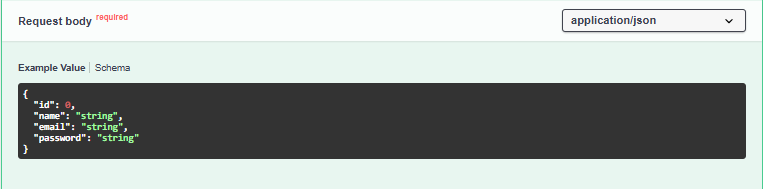 Request body required
application/json
Example Value Schema
{
  "id": 0,
  "name": "string",
  "email": "string",
  "password": "string"
}